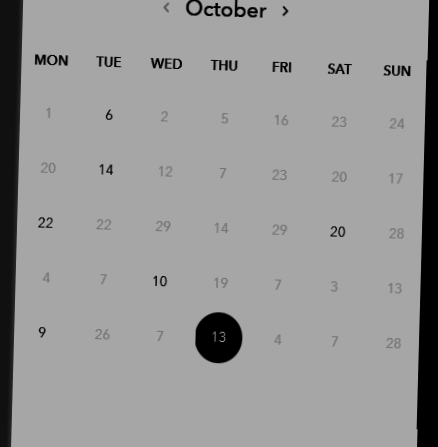 ‹ October ›
MON TUE WED THU FRI SAT SUN
1 6 2 5 16 23 24
20 14 12 7 23 20 17
22 22 29 14 29 20 28
4 7 10 19 7 3 13
9 26 7 13 4 7 28